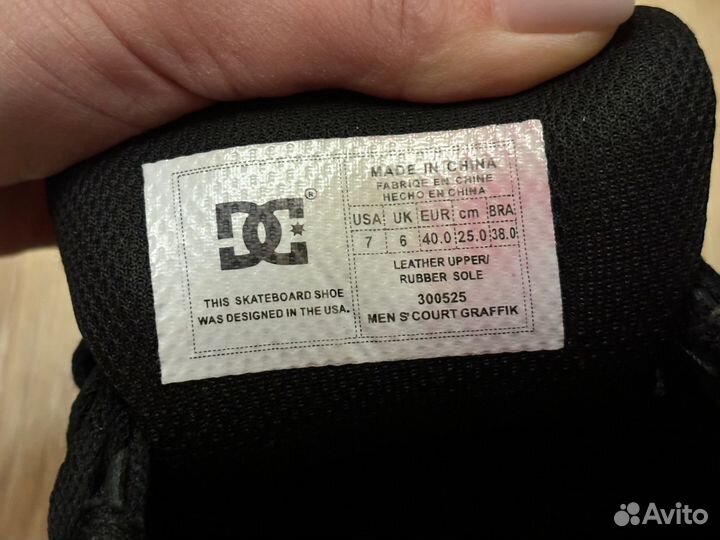 DC®
THIS SKATEBOARD SHOE
WAS DESIGNED IN THE USA.
MADE IN CHINA
FABRIQE EN CHINE
HECHO EN CHINA
USA UK EUR cm BRA
7 6 40.0 25.0 38.0
LEATHER UPPER/
RUBBER SOLE
300525
MEN S'COURT GRAFFIK
Avito